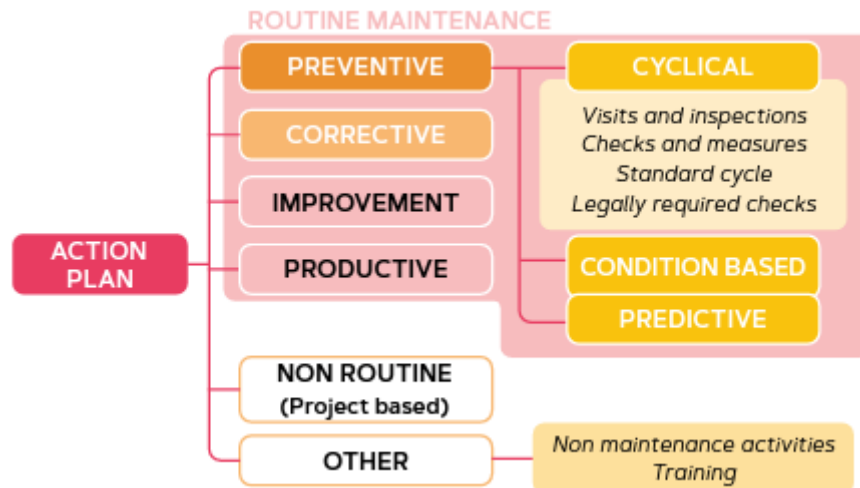 ROUTINE MAINTENANCE
PREVENTIVE
CYCLICAL
Visits and inspections
Checks and measures
Standard cycle
Legally required checks
CORRECTIVE
IMPROVEMENT
ACTION
PLAN
PRODUCTIVE
CONDITION BASED
PREDICTIVE
NON ROUTINE
(Project based)
OTHER
Non maintenance activities
Training